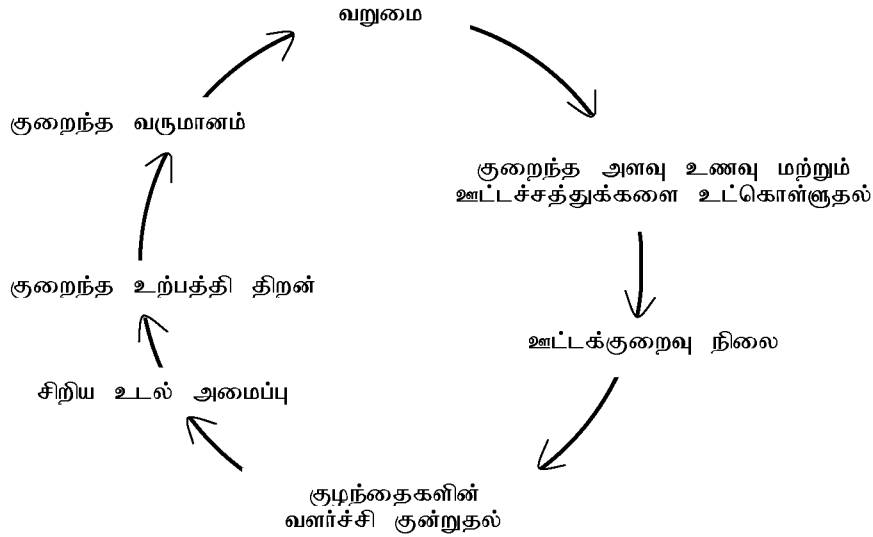 வறுமை
குறைந்த அளவு உணவு மற்றும்
ஊட்டச்சத்துக்களை உட்கொள்ளுதல்
ஊட்டக்குறைவு நிலை
குழந்தைகளின்
வளர்ச்சி குன்றுதல்
சிறிய உடல் அமைப்பு
குறைந்த உற்பத்தி திறன்
குறைந்த வருமானம்